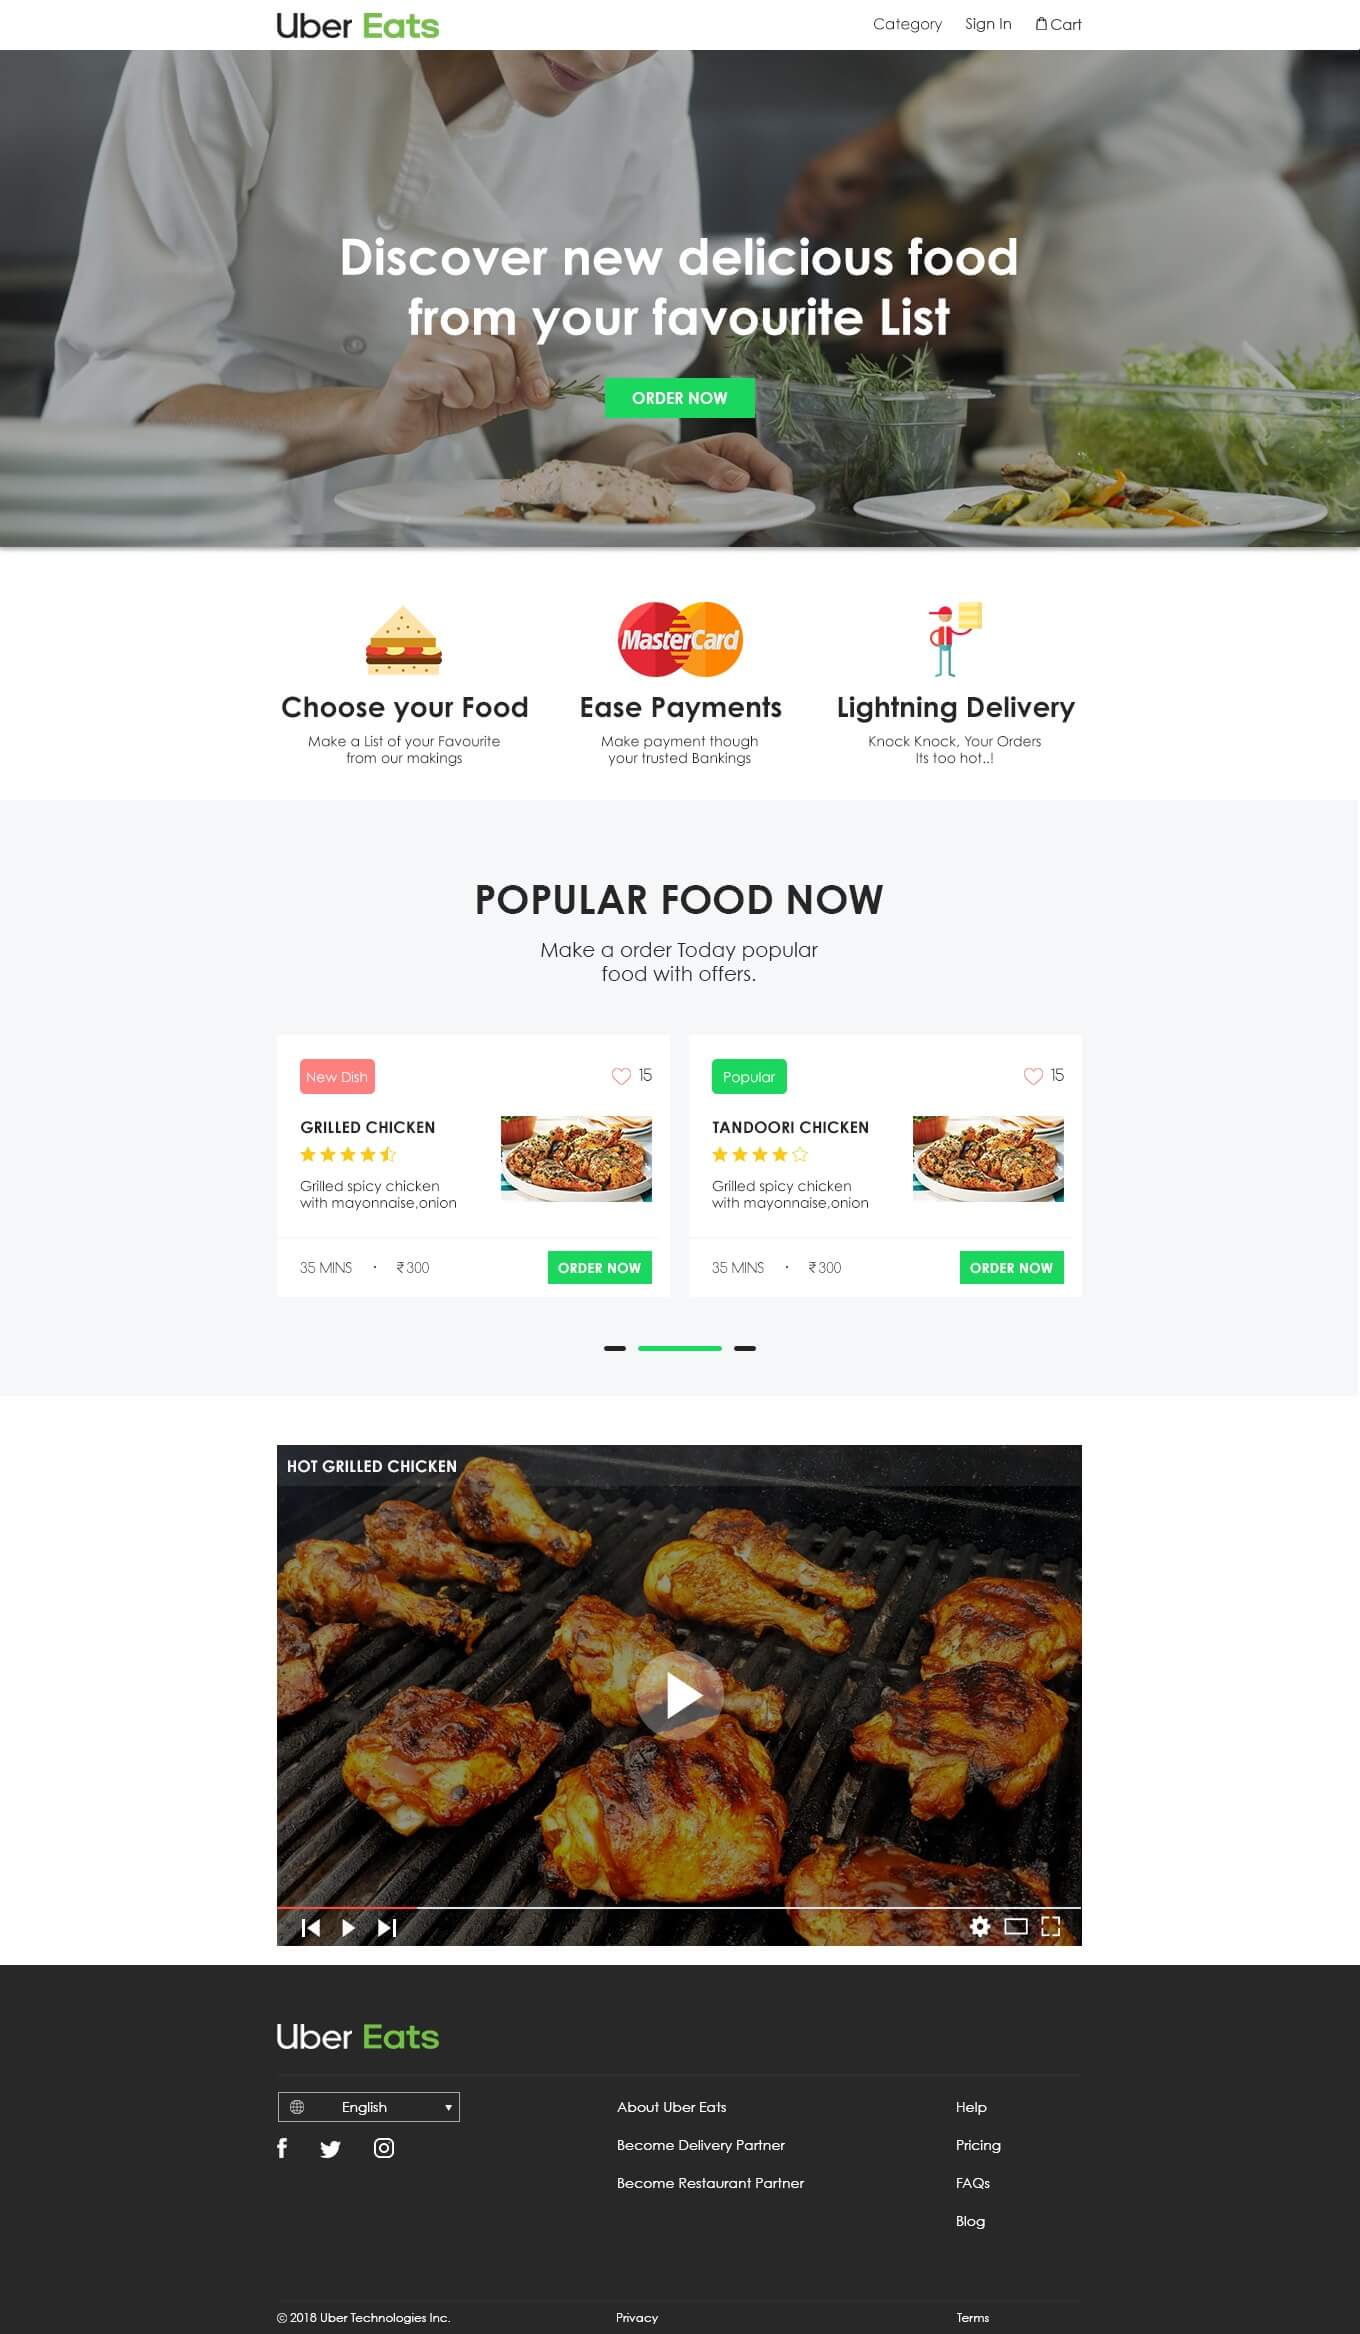 Uber Eats
Category Sign In Cart
Discover new delicious food
from your favourite List
ORDER NOW
MasterCard
Choose your Food
Make a List of your Favourite
from our makings
Ease Payments
Make payment though
your trusted Bankings
Lightning Delivery
Knock Knock, Your Orders
Its too hot..!
POPULAR FOOD NOW
Make a order Today popular
food with offers.
New Dish
15
GRILLED CHICKEN
Grilled spicy chicken
with mayonnaise,onion
35 MINS · ₹300
ORDER NOW
Popular
15
TANDOORI CHICKEN
Grilled spicy chicken
with mayonnaise,onion
35 MINS · ₹300
ORDER NOW
HOT GRILLED CHICKEN
Uber Eats
English
About Uber Eats
Become Delivery Partner
Become Restaurant Partner
Help
Pricing
FAQs
Blog
© 2018 Uber Technologies Inc.
Privacy
Terms